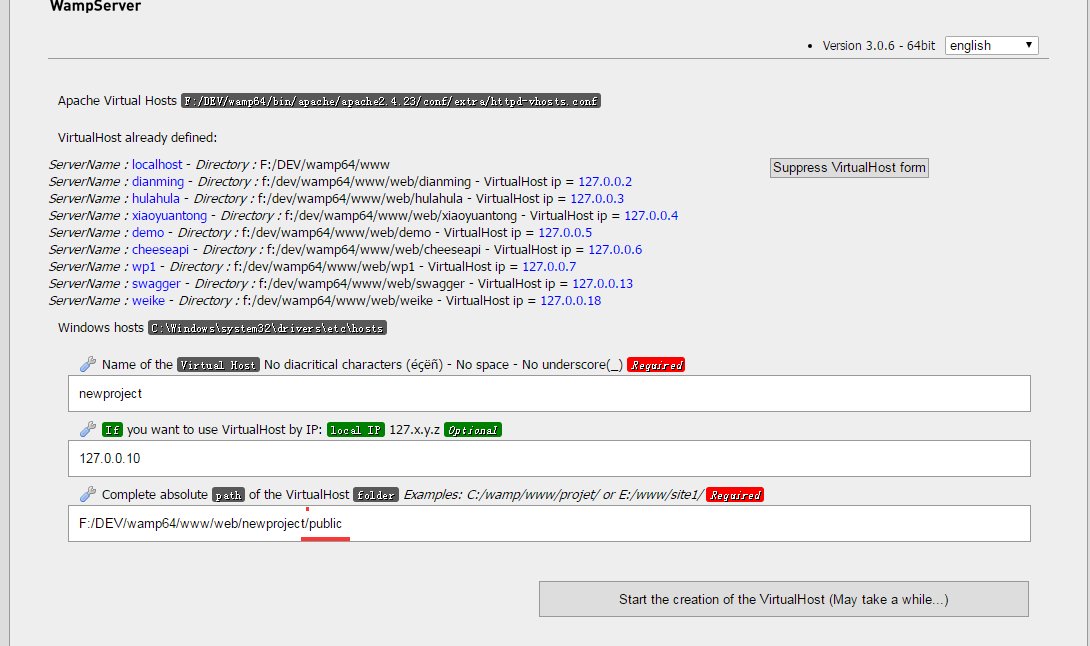 WampServer
Version 3.0.6 - 64bit english
Apache Virtual Hosts F:/DEV/wamp64/bin/apache/apache2.4.23/conf/extra/httpd-vhosts.conf
VirtualHost already defined:
ServerName : localhost - Directory : F:/DEV/wamp64/www
Suppress VirtualHost form
ServerName : dianming - Directory : f:/dev/wamp64/www/web/dianming - VirtualHost ip = 127.0.0.2
ServerName : hulahula - Directory : f:/dev/wamp64/www/web/hulahula - VirtualHost ip = 127.0.0.3
ServerName : xiaoyuantong - Directory : f:/dev/wamp64/www/web/xiaoyuantong - VirtualHost ip = 127.0.0.4
ServerName : demo - Directory : f:/dev/wamp64/www/web/demo - VirtualHost ip = 127.0.0.5
ServerName : cheeseapi - Directory : f:/dev/wamp64/www/web/cheeseapi - VirtualHost ip = 127.0.0.6
ServerName : wp1 - Directory : f:/dev/wamp64/www/web/wp1 - VirtualHost ip = 127.0.0.7
ServerName : swagger - Directory : f:/dev/wamp64/www/web/swagger - VirtualHost ip = 127.0.0.13
ServerName : weike - Directory : f:/dev/wamp64/www/web/weike - VirtualHost ip = 127.0.0.18
Windows hosts C:\Windows\system32\drivers\etc\hosts
Name of the Virtual Host No diacritical characters (éçëñ) - No space - No underscore(_) Required
newproject
If you want to use VirtualHost by IP: local IP 127.x.y.z Optional
127.0.0.10
Complete absolute path of the VirtualHost folder Examples: C:/wamp/www/projet/ or E:/www/site1/ Required
F:/DEV/wamp64/www/web/newproject/public
Start the creation of the VirtualHost (May take a while...)